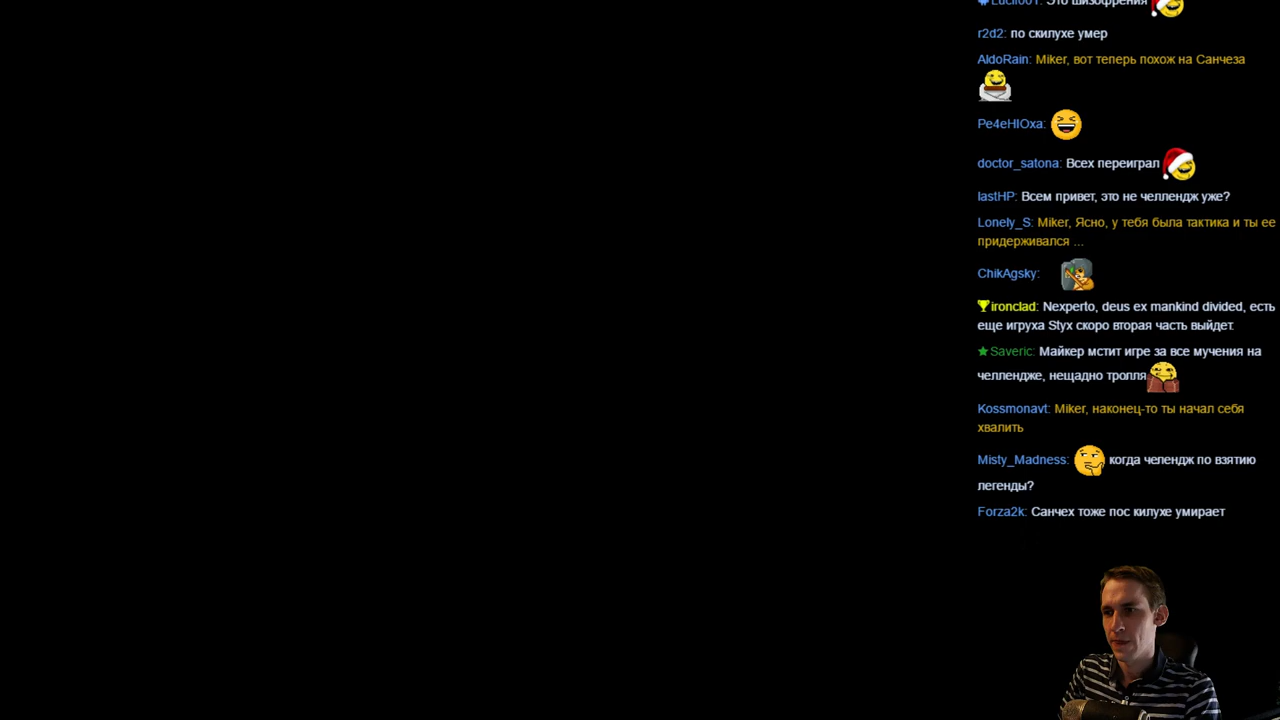 Lucif001: Это шизофрения
r2d2: по скилухе умер
AldoRain: Miker, вот теперь похож на Санчеза
Pe4eHIOxa:
doctor_satona: Всех переиграл
lastHP: Всем привет, это не челлендж уже?
Lonely_S: Miker, Ясно, у тебя была тактика и ты ее
придерживался ...
ChikAgsky:
ironclad: Nexperto, deus ex mankind divided, есть
еще игруха Styx скоро вторая часть выйдет.
Saveric: Майкер мстит игре за все мучения на
челлендже, нещадно тролля
Kossmonavt: Miker, наконец-то ты начал себя
хвалить
Misty_Madness: когда челендж по взятию
легенды?
Forza2k: Санчех тоже пос килухе умирает